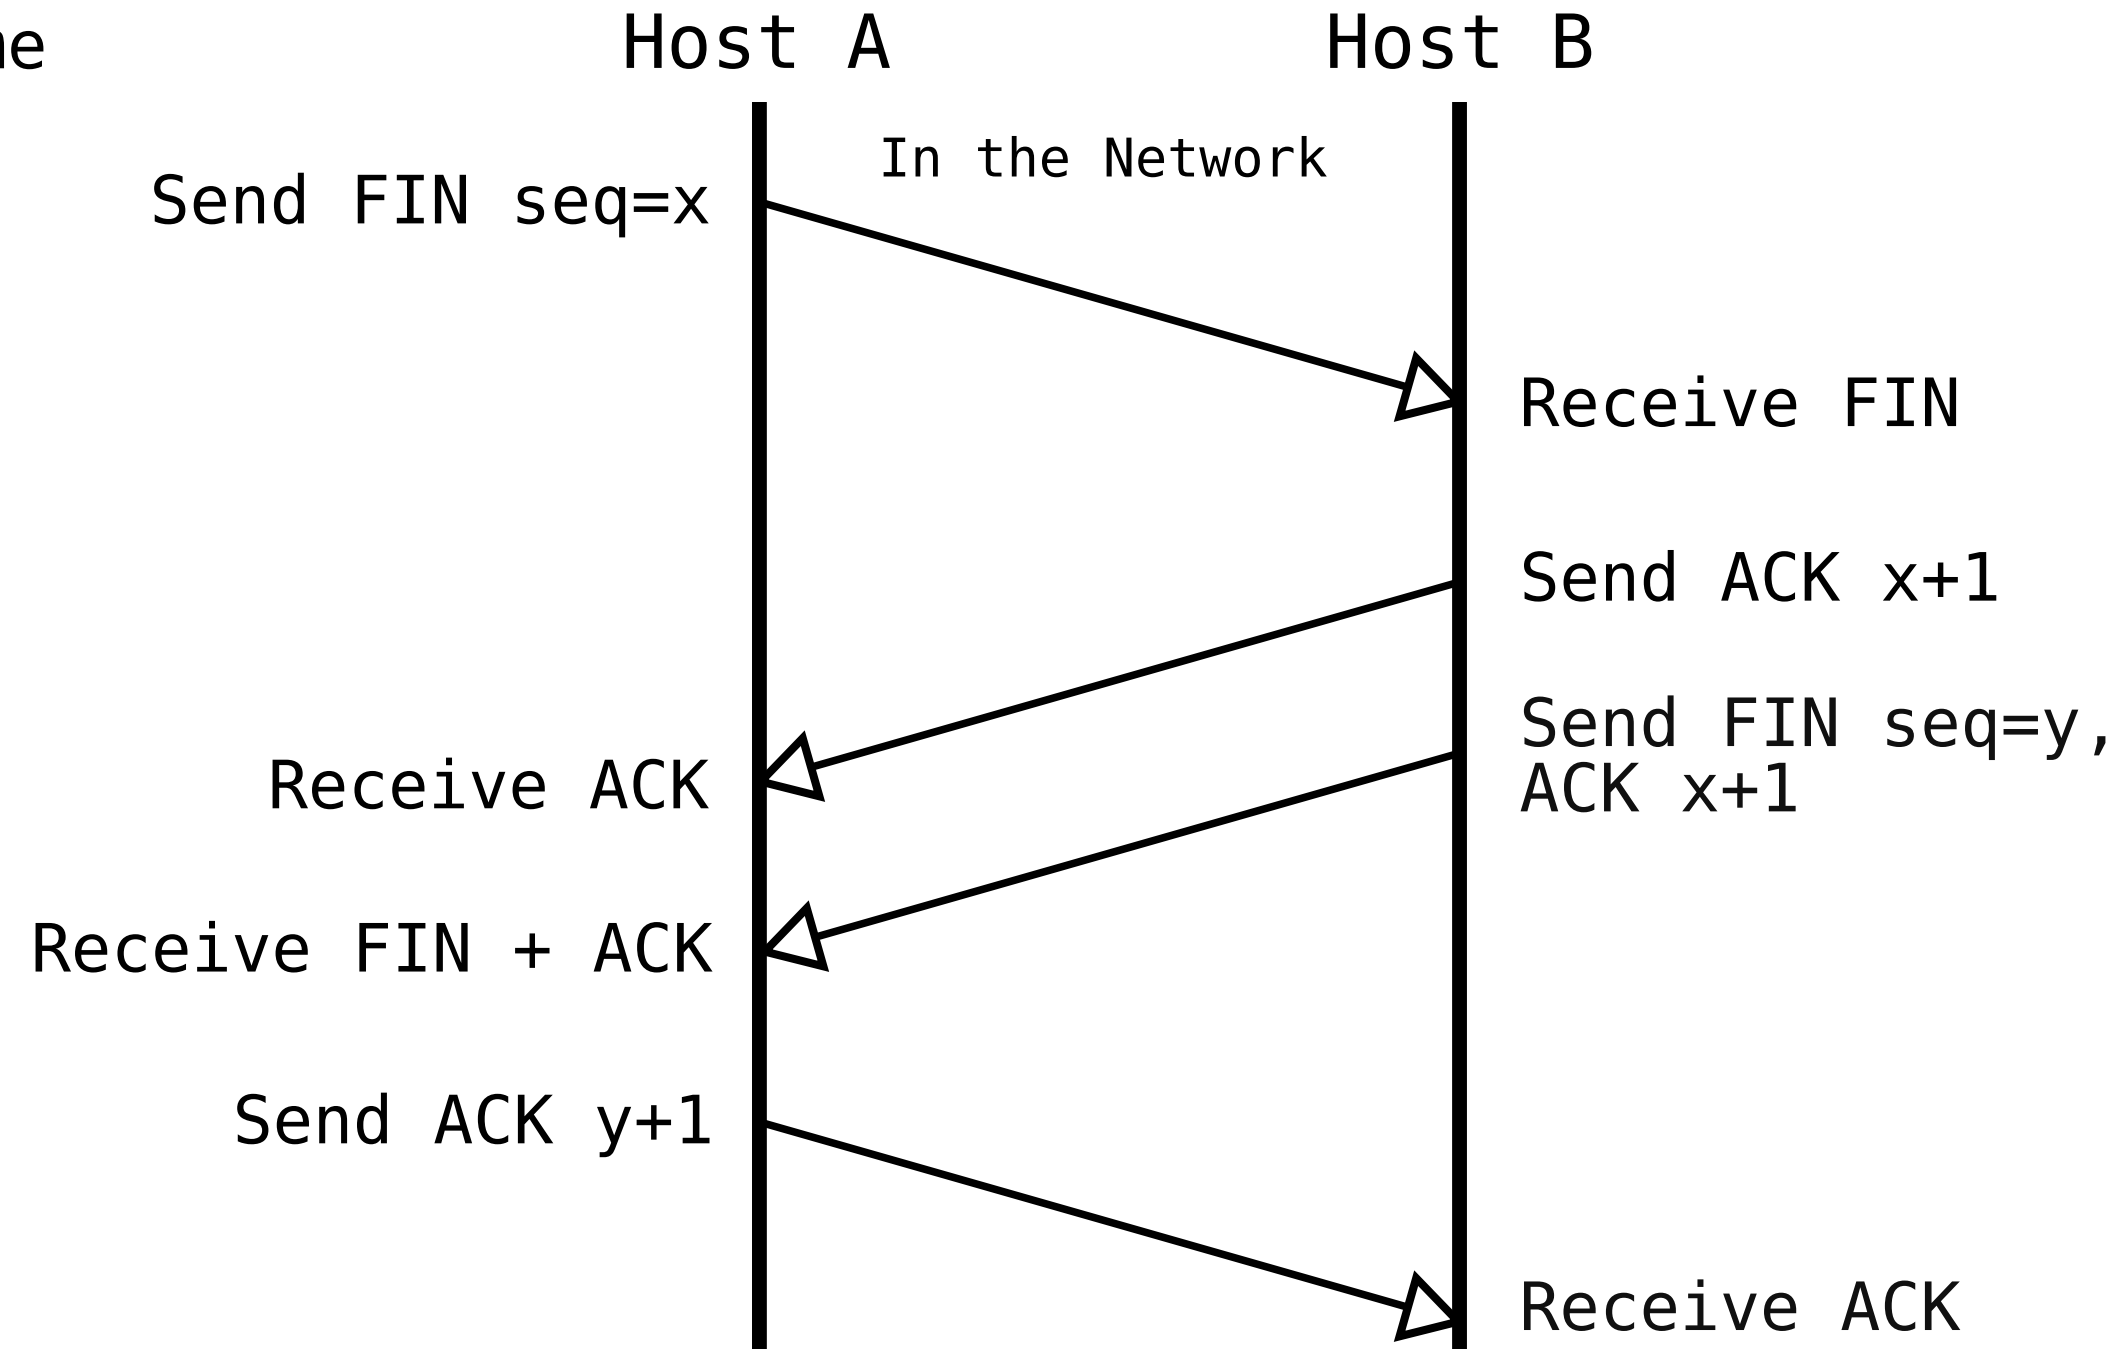 Host A
Host B
In the Network
Send FIN seq=x
Receive FIN
Send ACK x+1
Send FIN seq=y,
ACK x+1
Receive ACK
Receive FIN + ACK
Send ACK y+1
Receive ACK